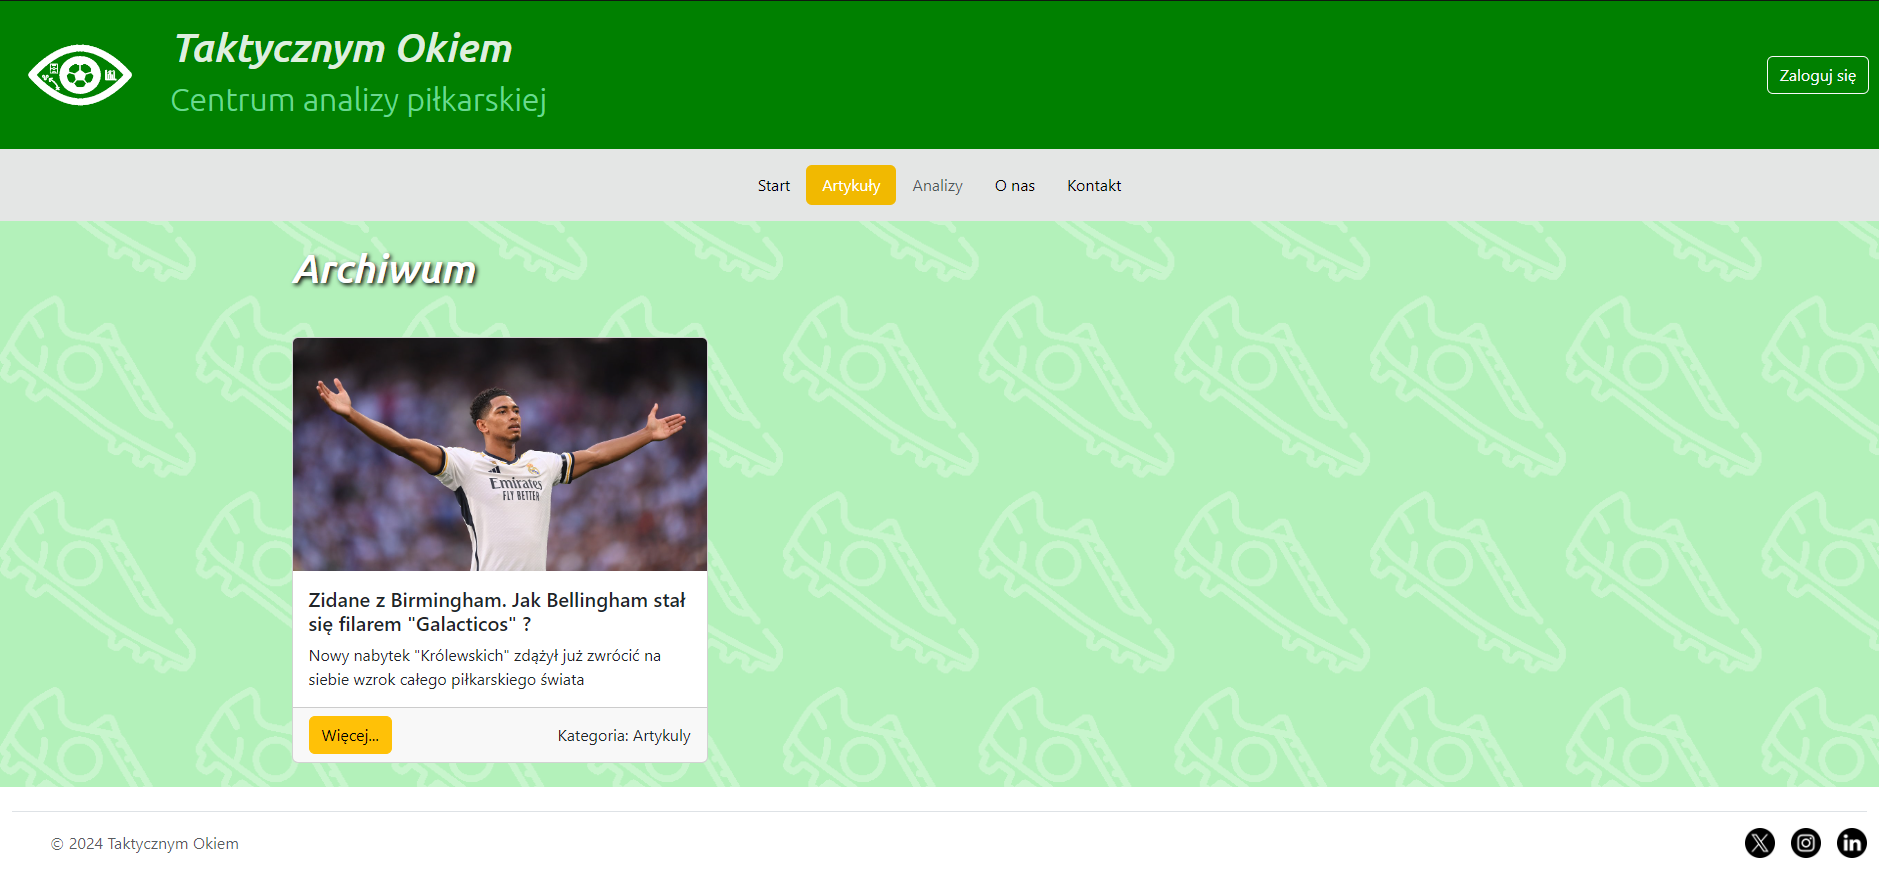 Taktycznym Okiem
Centrum analizy piłkarskiej
Zaloguj się
Start Artykuły Analizy O nas Kontakt
Archiwum
Emirates
FLY BETTER
Zidane z Birmingham. Jak Bellingham stał
się filarem "Galacticos" ?
Nowy nabytek "Królewskich" zdążył już zwrócić na
siebie wzrok całego piłkarskiego świata
Więcej... Kategoria: Artykuly
© 2024 Taktycznym Okiem